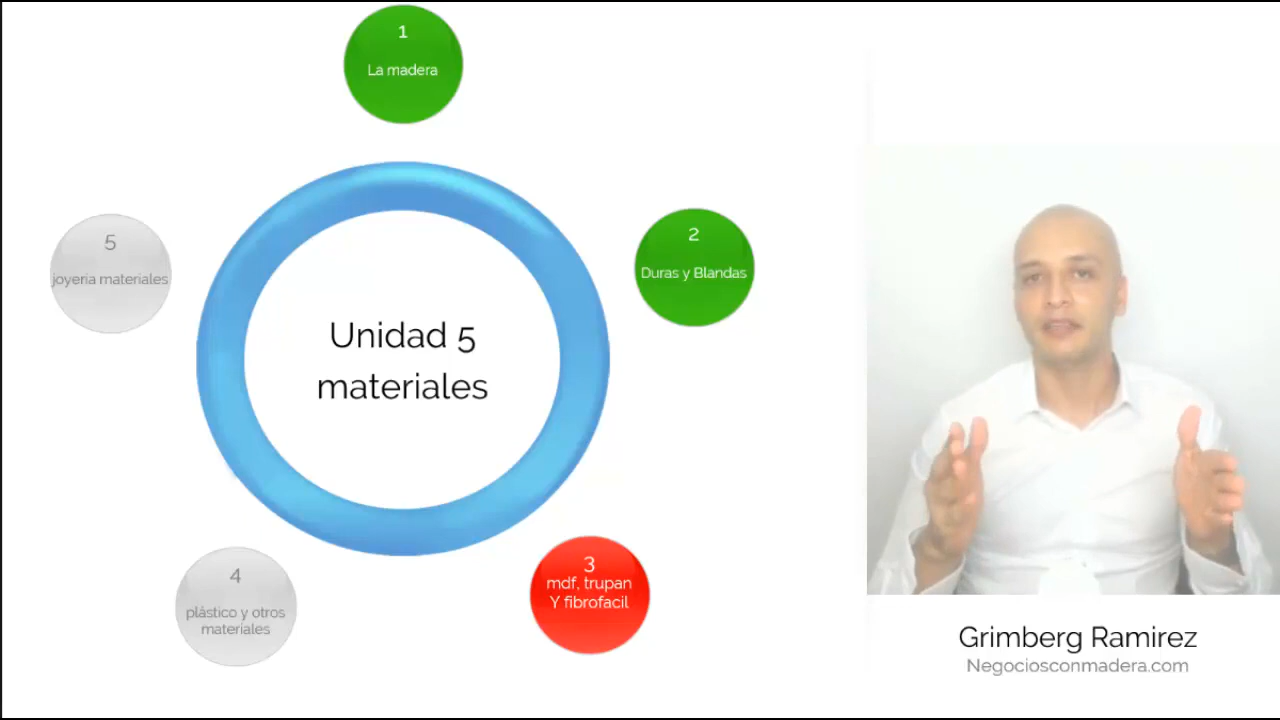 1
La madera
2
Duras y Blandas
3
mdf, trupan
Y fibrofacil
4
plástico y otros
materiales
5
joyeria materiales
Unidad 5
materiales
Grimberg Ramirez
Negociosconmadera.com